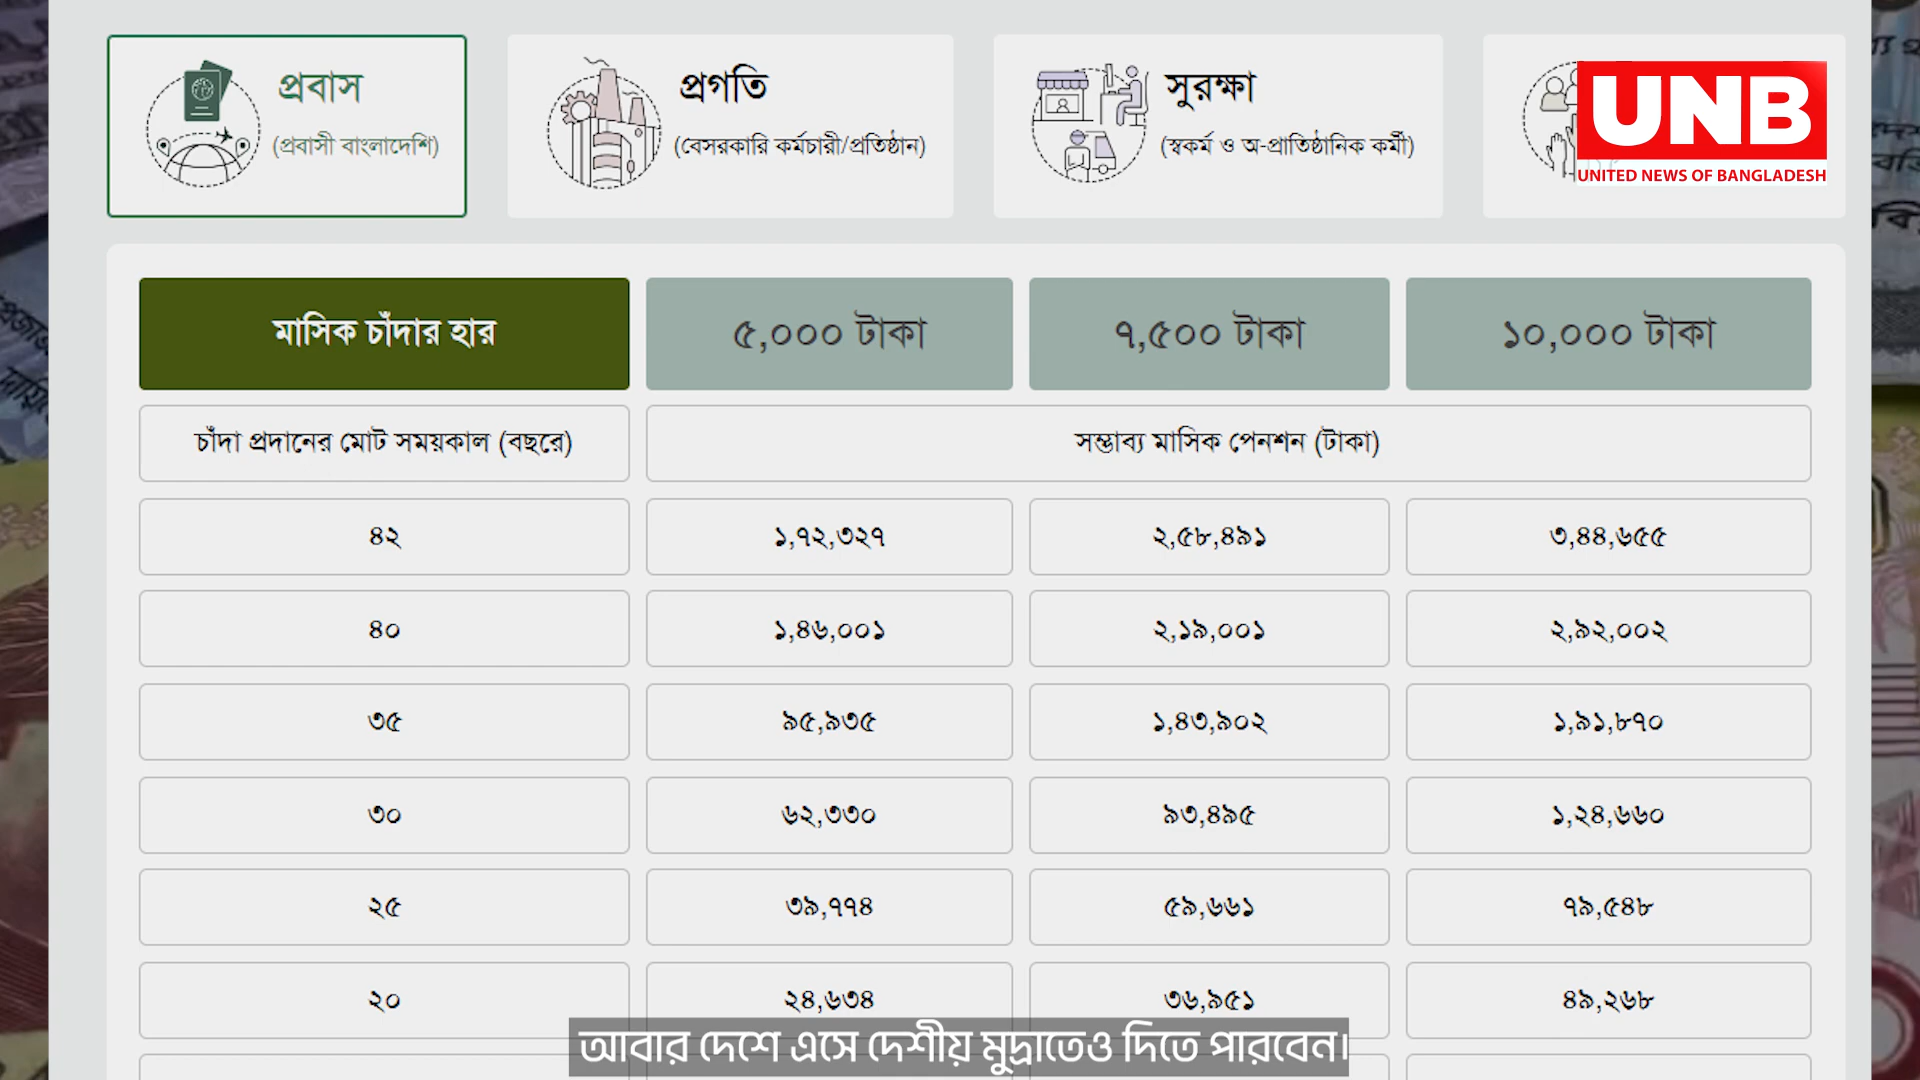 প্রবাস
(প্রবাসী বাংলাদেশি)
প্রগতি
(বেসরকারি কর্মচারী/প্রতিষ্ঠান)
সুরক্ষা
(স্বকর্ম ও অ-প্রাতিষ্ঠানিক কর্মী)
UNB
UNITED NEWS OF BANGLADESH
মাসিক চাঁদার হার ৫,০০০ টাকা ৭,৫০০ টাকা ১০,০০০ টাকা
চাঁদা প্রদানের মোট সময়কাল (বছরে) সম্ভাব্য মাসিক পেনশন (টাকা)
৪২ ১,৭২,৩২৭ ২,৫৮,৪৯১ ৩,৪৪,৬৫৫
৪০ ১,৪৬,০০১ ২,১৯,০০১ ২,৯২,০০২
৩৫ ৯৫,৯৩৫ ১,৪৩,৯০২ ১,৯১,৮৭০
৩০ ৬২,৩৩০ ৯৩,৪৯৫ ১,২৪,৬৬০
২৫ ৩৯,৭৭৪ ৫৯,৬৬১ ৭৯,৫৪৮
২০ ২৪,৬৩৪ ৩৬,৯৫১ ৪৯,২৬৮
আবার দেশে এসে দেশীয় মুদ্রাতেও দিতে পারবেন।